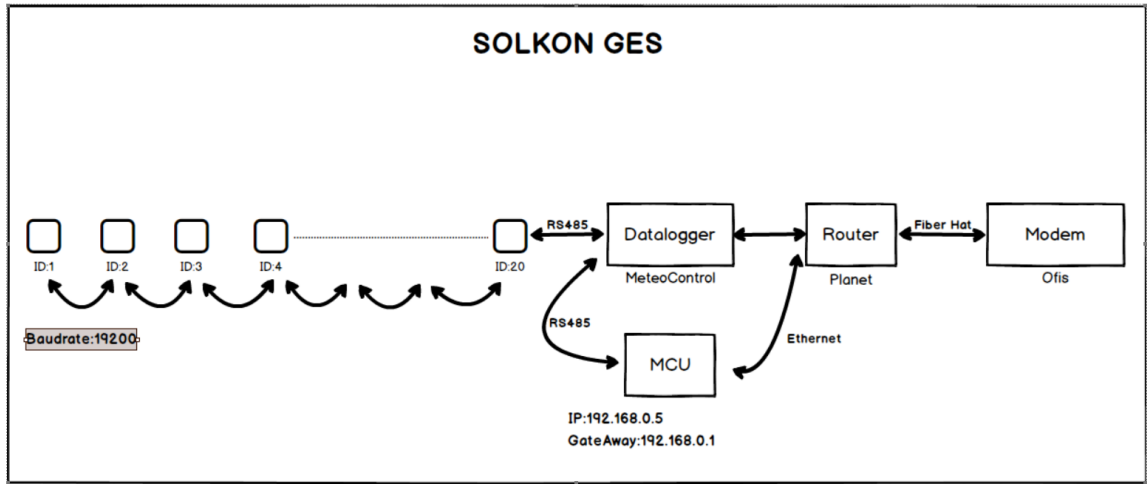 SOLKON GES
RS485
Datalogger
Router
Fiber Hat
Modem
ID:1
ID:2
ID:3
ID:4
ID:20
MeteoControl
Planet
Ofis
RS485
Baudrate:19200
Ethernet
MCU
IP:192.168.0.5
GateAway:192.168.0.1